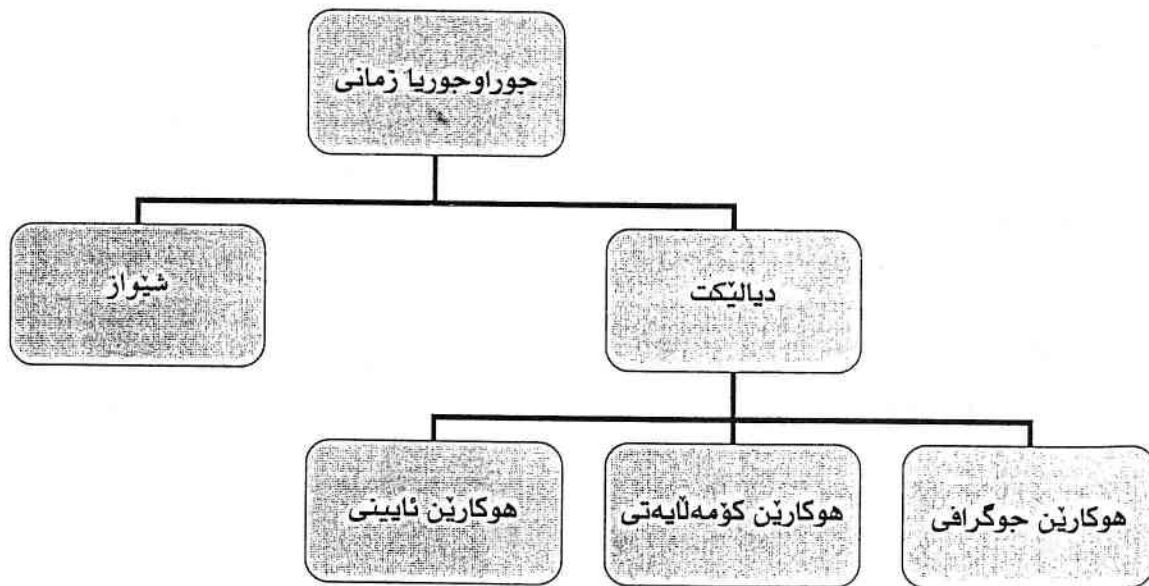 جوراوجوریا زمانی
دیالێکت
شێواز
هوکارێن جوگرافی
هوکارێن کۆمەڵایەتی
هوکارێن ئایینی